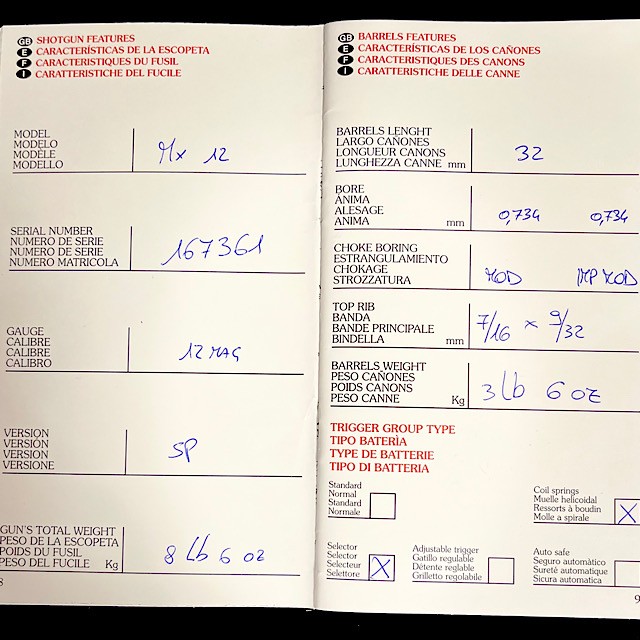 GB SHOTGUN FEATURES
E CARACTERÍSTICAS DE LA ESCOPETA
F CARACTERISTIQUES DU FUSIL
I CARATTERISTICHE DEL FUCILE
MODEL
MODELO
MODÈLE
MODELLO
Mx 12
SERIAL NUMBER
NUMERO DE SERIE
NUMERO DE SERIE
NUMERO MATRICOLA
167361
GAUGE
CALIBRE
CALIBRE
CALIBRO
12 MAG
VERSION
VERSIÓN
VERSION
VERSIONE
SP
GUN'S TOTAL WEIGHT
PESO DE LA ESCOPETA
POIDS DU FUSIL
PESO DEL FUCILE Kg
8 lb 6 oz
8
GB BARRELS FEATURES
E CARACTERÍSTICAS DE LOS CAÑONES
F CARACTERISTIQUES DES CANONS
I CARATTERISTICHE DELLE CANNE
BARRELS LENGHT
LARGO CAÑONES
LONGUEUR CANONS
LUNGHEZZA CANNE mm
32
BORE
ANIMA
ALESAGE
ANIMA mm
0,734 0,734
CHOKE BORING
ESTRANGULAMIENTO
CHOKAGE
STROZZATURA
MOD IMP MOD
TOP RIB
BANDA
BANDE PRINCIPALE
BINDELLA mm
7/16 x 9/32
BARRELS WEIGHT
PESO CAÑONES
POIDS CANONS
PESO CANNE Kg
3 lb 6 oz
TRIGGER GROUP TYPE
TIPO BATERÌA
TYPE DE BATTERIE
TIPO DI BATTERIA
Standard
Normal
Standard
Normale
Coil springs
Muelle helicoidal
Ressorts à boudin
Molle a spirale
X
Selector
Selector
Selecteur
Selettore
X
Adjustable trigger
Gatillo regulable
Détente reglable
Grilletto regolabile
Auto safe
Seguro automàtico
Sureté automatique
Sicura automatica
9